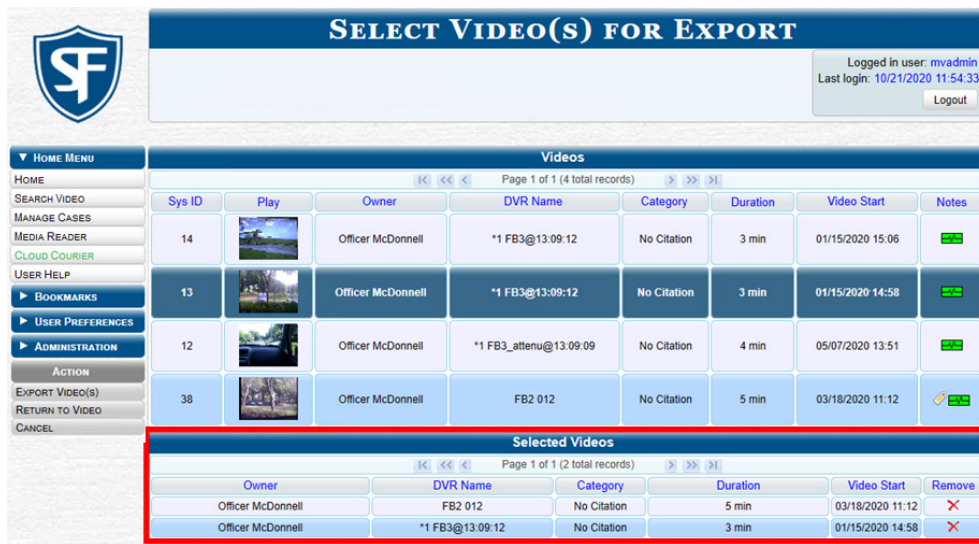 SELECT VIDEO(S) FOR EXPORT
SF
Logged in user: mvadmin
Last login: 10/21/2020 11:54:33
Logout
▼ HOME MENU
HOME
SEARCH VIDEO
MANAGE CASES
MEDIA READER
CLOUD COURIER
USER HELP
▶ BOOKMARKS
▶ USER PREFERENCES
▶ ADMINISTRATION
ACTION
EXPORT VIDEO(S)
RETURN TO VIDEO
CANCEL
Videos
Page 1 of 1 (4 total records)
Sys ID Play Owner DVR Name Category Duration Video Start Notes
14 Officer McDonnell *1 FB3@13:09:12 No Citation 3 min 01/15/2020 15:06
13 Officer McDonnell *1 FB3@13:09:12 No Citation 3 min 01/15/2020 14:58
12 Officer McDonnell *1 FB3_attenu@13:09:09 No Citation 4 min 05/07/2020 13:51
38 Officer McDonnell FB2 012 No Citation 5 min 03/18/2020 11:12
Selected Videos
Page 1 of 1 (2 total records)
Owner DVR Name Category Duration Video Start Remove
Officer McDonnell FB2 012 No Citation 5 min 03/18/2020 11:12
Officer McDonnell *1 FB3@13:09:12 No Citation 3 min 01/15/2020 14:58